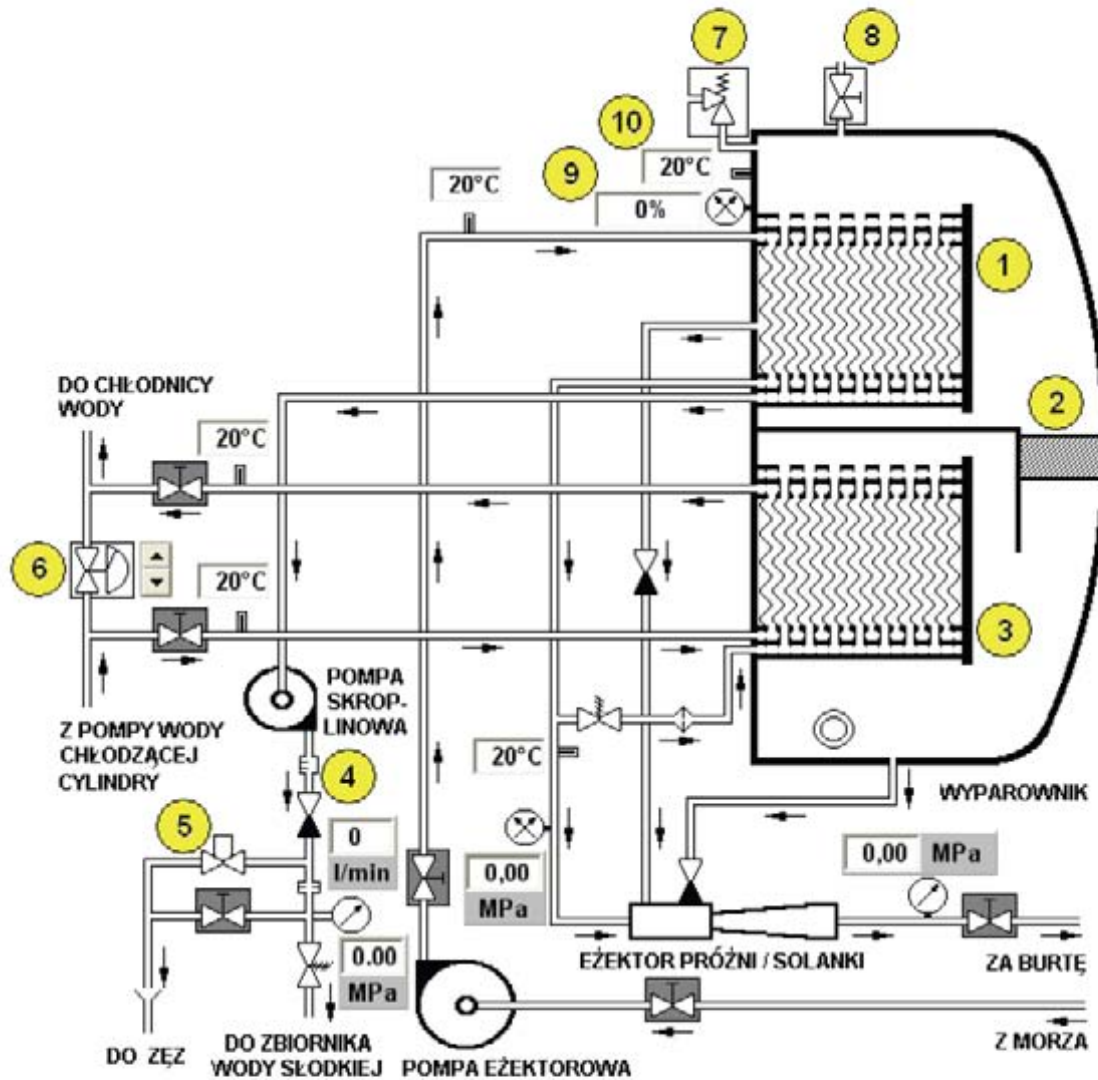 7
8
10
20°C
9
20°C
0%
1
DO CHŁODNICY
WODY
2
20°C
6
20°C
3
POMPA
SKROP-
LINOWA
Z POMPY WODY
CHŁODZĄCEJ
CYLINDRY
4
20°C
WYPAROWNIK
5
0
l/min
0,00
MPa
0,00 MPa
0.00
MPa
EŻEKTOR PRÓŻNI / SOLANKI
ZA BURTĘ
DO ZĘZ
DO ZBIORNIKA
WODY SŁODKIEJ
POMPA EŻEKTOROWA
Z MORZA